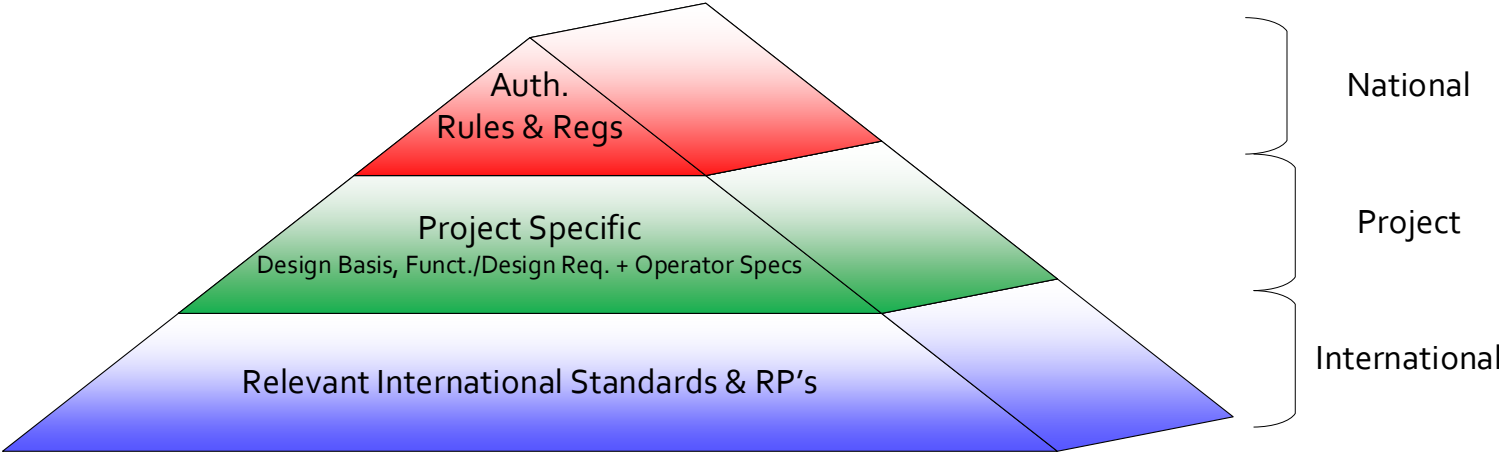 Auth.
Rules & Regs
National
Project Specific
Design Basis, Funct./Design Req. + Operator Specs
Project
Relevant International Standards & RP’s
International